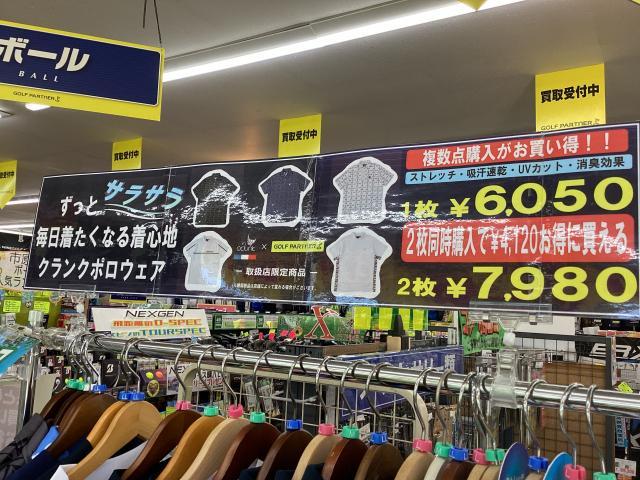 ボール
BALL
GOLF PARTNER
買取受付中
買取受付中
買取受付中
GOLF PARTNER
ずっと サラサラ
毎日着たくなる着心地
クランクポロウェア
× GOLF PARTNER
取扱店限定商品
複数点購入がお買い得！！
ストレッチ・吸汗速乾・UVカット・消臭効果
1枚 ¥6,050
2枚同時購入で¥4,120お得に買える
2枚 ¥7,980
NEXGEN